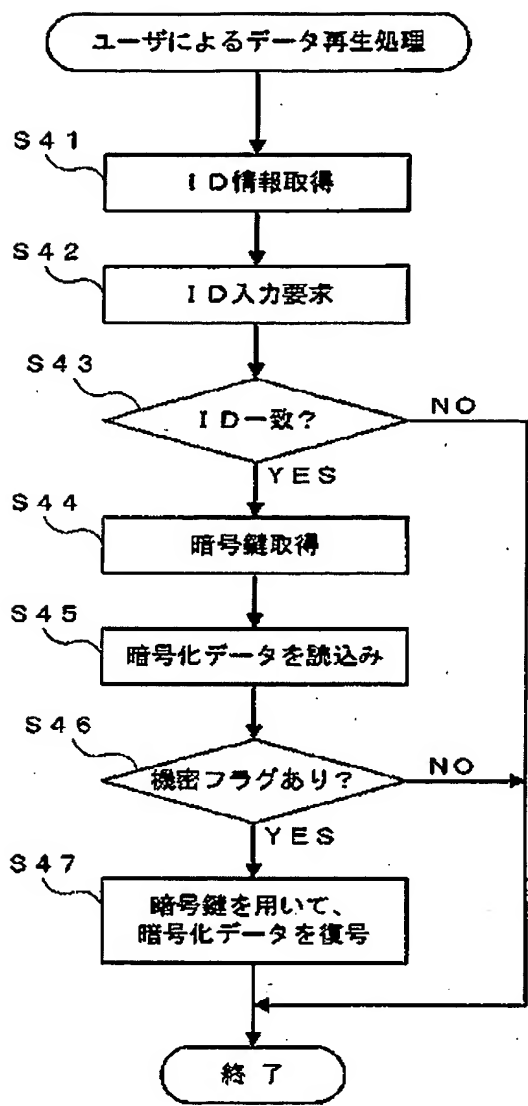 ユーザによるデータ再生処理
S41
ID情報取得
S42
ID入力要求
S43
ID一致?
NO
YES
S44
暗号鍵取得
S45
暗号化データを読込み
S46
機密フラグあり?
NO
YES
S47
暗号鍵を用いて、
暗号化データを復号
終了